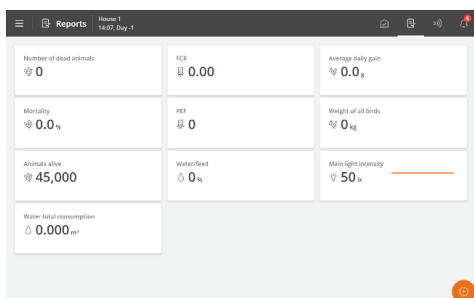 Reports
House 1
14:07, Day -1
6
Number of dead animals
0
FCR
0.00
Average daily gain
0.0 g
Mortality
0.0 %
PEF
0
Weight of all birds
0 kg
Animals alive
45,000
Water/feed
0 %
Main light intensity
50 lx
Water total consumption
0.000 m³